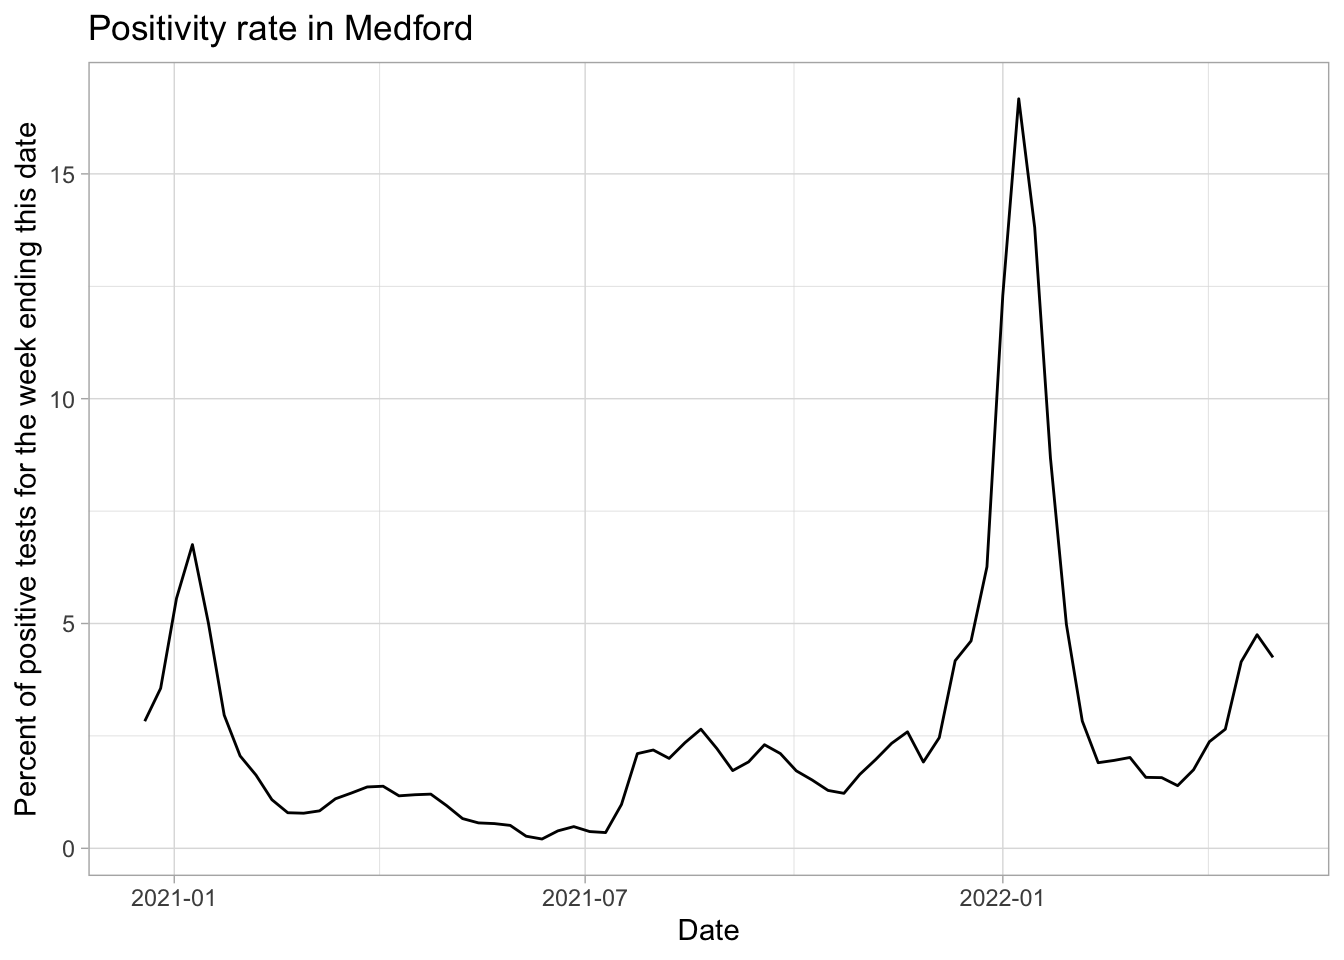 Positivity rate in Medford
Percent of positive tests for the week ending this date
15
10
5
0
2021-01
2021-07
2022-01
Date